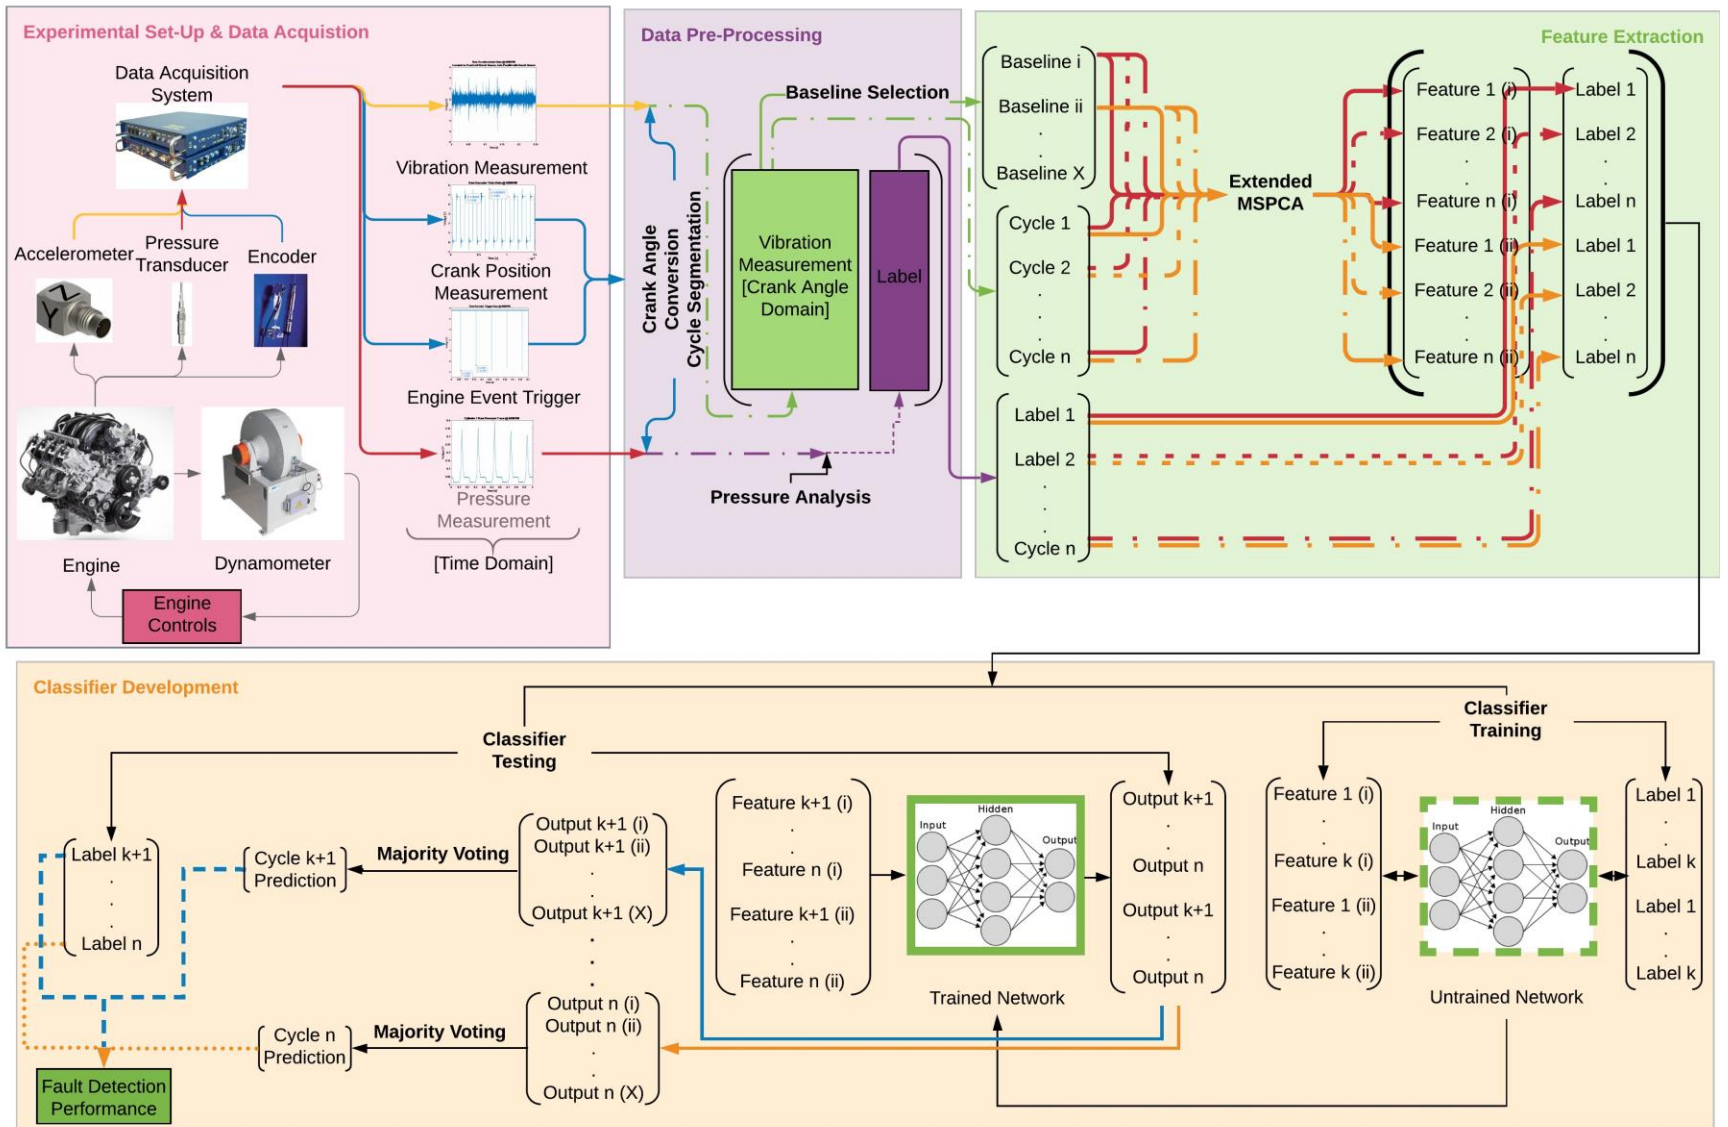 Experimental Set-Up & Data Acquistion
Data Acquisition
System
Accelerometer
Pressure
Transducer
Encoder
Z
Y
Engine
Dynamometer
Engine
Controls
Vibration Measurement
Crank Position
Measurement
Engine Event Trigger
Pressure
Measurement
[Time Domain]
Data Pre-Processing
Crank Angle
Conversion
Cycle Segmentation
Baseline Selection
Vibration
Measurement
[Crank Angle
Domain]
Label
Pressure Analysis
Feature Extraction
Baseline i
Baseline ii
.
.
Baseline X
Cycle 1
Cycle 2
.
.
.
Cycle n
Label 1
Label 2
.
.
.
Cycle n
Extended
MSPCA
Feature 1 (i)
Feature 2 (i)
.
.
Feature n (i)
Feature 1 (ii)
Feature 2 (ii)
.
.
Feature n (ii)
Label 1
Label 2
.
.
Label n
Label 1
Label 2
.
.
Label n
Classifier Development
Classifier
Testing
Classifier
Training
Label k+1
.
.
.
Label n
Cycle k+1
Prediction
Majority Voting
Output k+1 (i)
Output k+1 (ii)
.
.
Output k+1 (X)
.
.
.
.
Output n (i)
Output n (ii)
.
.
Output n (X)
Cycle n
Prediction
Majority Voting
Fault Detection
Performance
Feature k+1 (i)
.
.
Feature n (i)
Feature k+1 (ii)
.
.
Feature n (ii)
Hidden
Input
Output
Trained Network
Output k+1
.
.
Output n
Output k+1
.
.
Output n
Feature 1 (i)
.
.
Feature k (i)
Feature 1 (ii)
.
.
Feature k (ii)
Hidden
Input
Output
Untrained Network
Label 1
.
.
Label k
Label 1
.
.
Label k